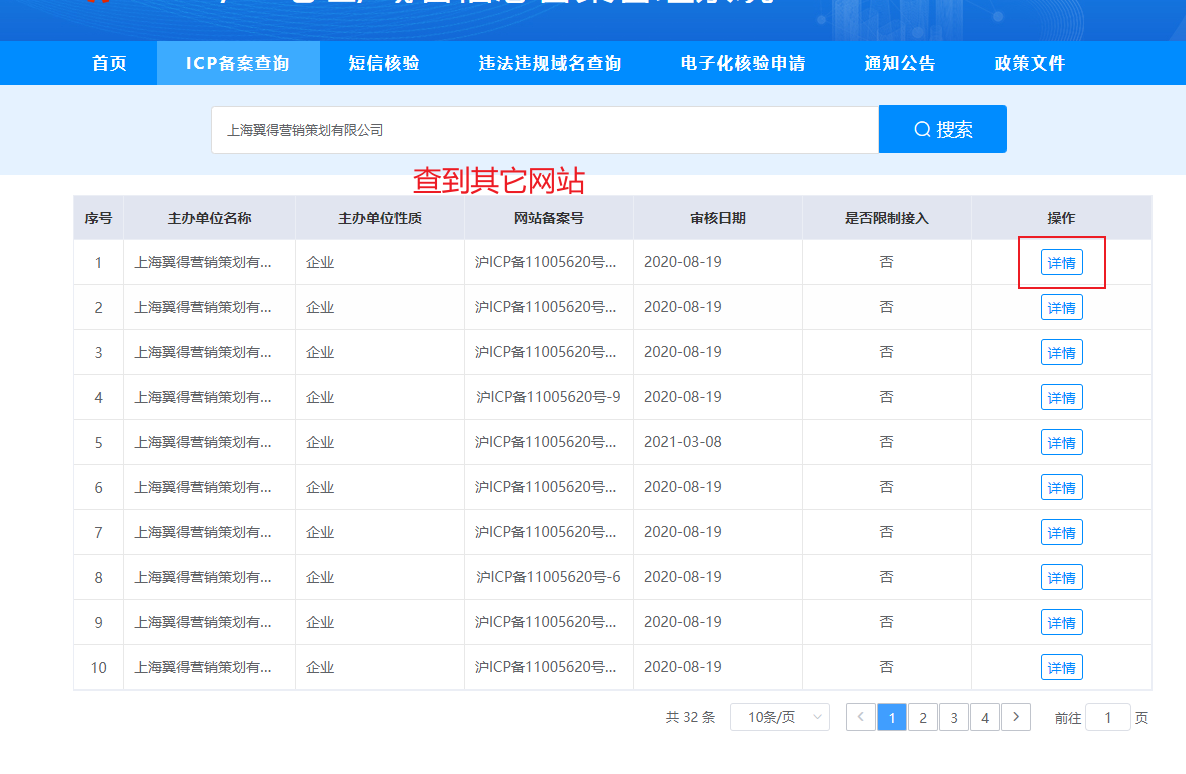 首页 ICP备案查询 短信核验 违法违规域名查询 电子化核验申请 通知公告 政策文件
上海翼得营销策划有限公司 搜索
查到其它网站
序号 主办单位名称 主办单位性质 网站备案号 审核日期 是否限制接入 操作
1 上海翼得营销策划有... 企业 沪ICP备11005620号... 2020-08-19 否 详情
2 上海翼得营销策划有... 企业 沪ICP备11005620号... 2020-08-19 否 详情
3 上海翼得营销策划有... 企业 沪ICP备11005620号... 2020-08-19 否 详情
4 上海翼得营销策划有... 企业 沪ICP备11005620号-9 2020-08-19 否 详情
5 上海翼得营销策划有... 企业 沪ICP备11005620号... 2021-03-08 否 详情
6 上海翼得营销策划有... 企业 沪ICP备11005620号... 2020-08-19 否 详情
7 上海翼得营销策划有... 企业 沪ICP备11005620号... 2020-08-19 否 详情
8 上海翼得营销策划有... 企业 沪ICP备11005620号-6 2020-08-19 否 详情
9 上海翼得营销策划有... 企业 沪ICP备11005620号... 2020-08-19 否 详情
10 上海翼得营销策划有... 企业 沪ICP备11005620号... 2020-08-19 否 详情
共 32 条 10条/页 < 1 2 3 4 > 前往 1 页